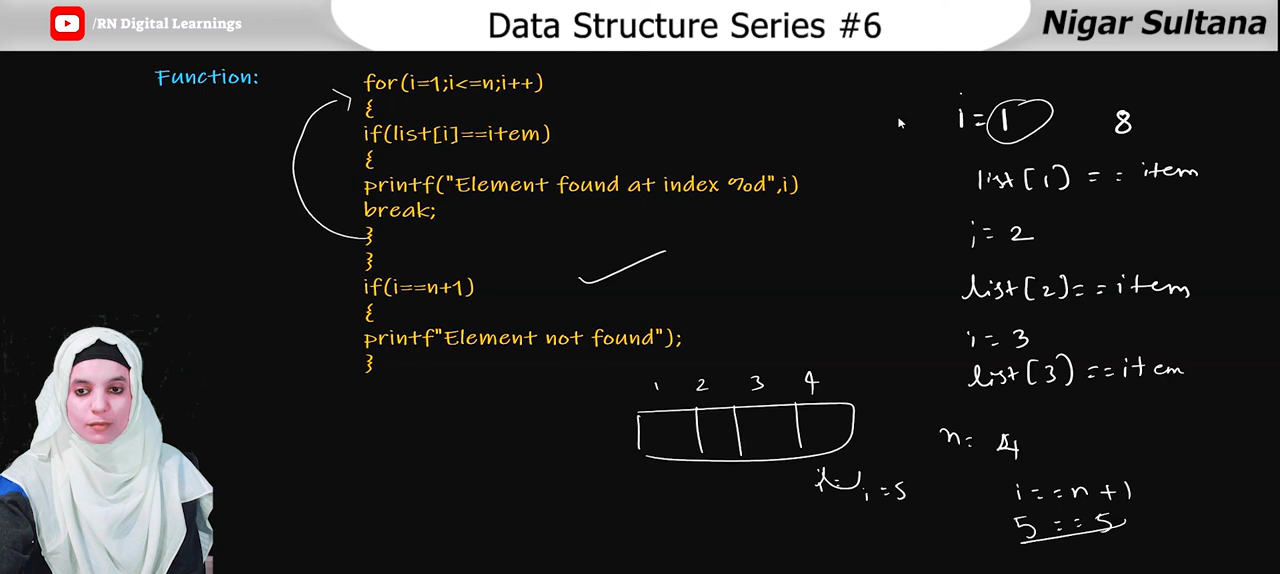 /RN Digital Learnings
Data Structure Series #6
Nigar Sultana
Function:
for(i=1;i<=n;i++)
{
if(list[i]==item)
{
printf("Element found at index %d",i)
break;
}
}
if(i==n+1)
{
printf"Element not found");
}
i = 1 8
list[1] == item
i = 2
list[2] == item
i = 3
list[3] == item
1 2 3 4
n = 4
i = 5
i == n+1
5 == 5